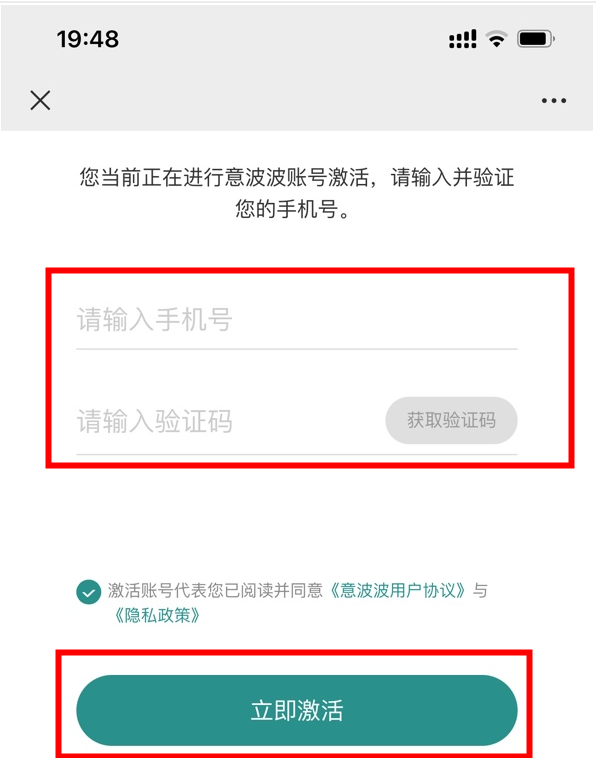 19:48
您当前正在进行意波波账号激活，请输入并验证
您的手机号。
请输入手机号
请输入验证码
获取验证码
激活账号代表您已阅读并同意《意波波用户协议》与
《隐私政策》
立即激活